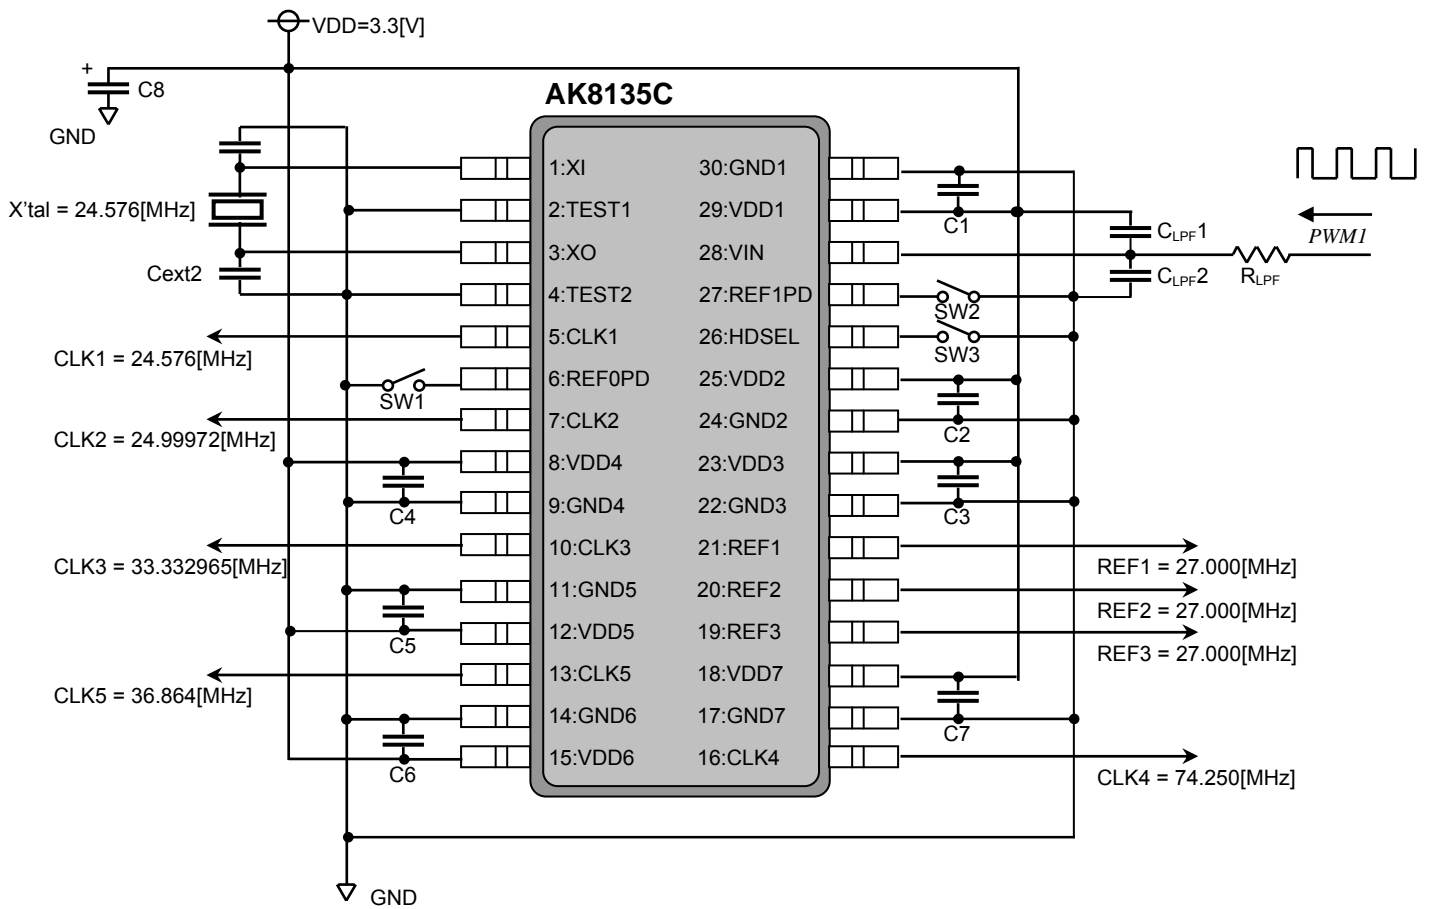 VDD=3.3[V]
+
C8
GND
AK8135C
1:XI
30:GND1
X'tal = 24.576[MHz]
2:TEST1
29:VDD1
C1
C_LPF1
PWM1
3:XO
28:VIN
Cext2
C_LPF2
R_LPF
4:TEST2
27:REF1PD
SW2
5:CLK1
26:HDSEL
SW3
CLK1 = 24.576[MHz]
6:REF0PD
25:VDD2
SW1
7:CLK2
24:GND2
C2
CLK2 = 24.99972[MHz]
8:VDD4
23:VDD3
9:GND4
22:GND3
C4
C3
10:CLK3
21:REF1
CLK3 = 33.332965[MHz]
REF1 = 27.000[MHz]
11:GND5
20:REF2
REF2 = 27.000[MHz]
12:VDD5
19:REF3
C5
REF3 = 27.000[MHz]
13:CLK5
18:VDD7
CLK5 = 36.864[MHz]
14:GND6
17:GND7
C7
15:VDD6
16:CLK4
C6
CLK4 = 74.250[MHz]
GND